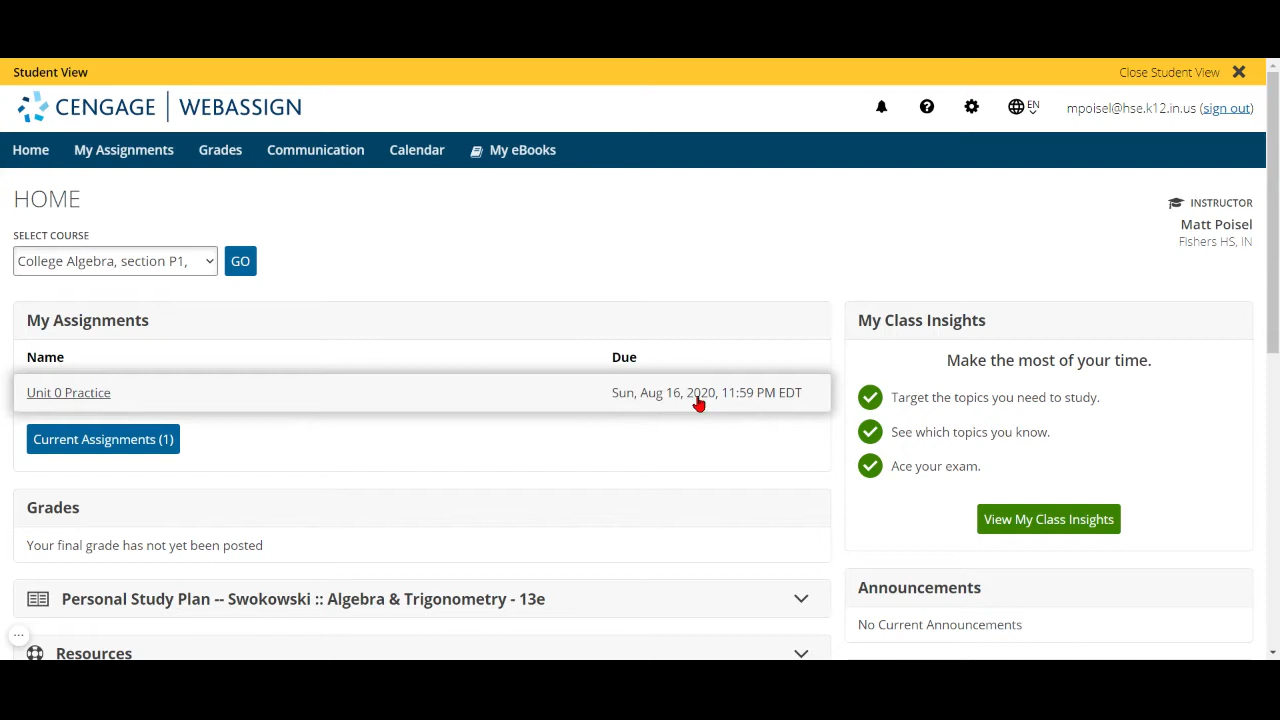 Student View
Close Student View
CENGAGE | WEBASSIGN
EN
mpoisel@hse.k12.in.us (sign out)
Home
My Assignments
Grades
Communication
Calendar
My eBooks
HOME
INSTRUCTOR
Matt Poisel
Fishers HS, IN
SELECT COURSE
College Algebra, section P1,
GO
My Assignments
Name
Due
Unit 0 Practice
Sun, Aug 16, 2020, 11:59 PM EDT
Current Assignments (1)
Grades
Your final grade has not yet been posted
Personal Study Plan -- Swokowski :: Algebra & Trigonometry - 13e
Resources
My Class Insights
Make the most of your time.
Target the topics you need to study.
See which topics you know.
Ace your exam.
View My Class Insights
Announcements
No Current Announcements